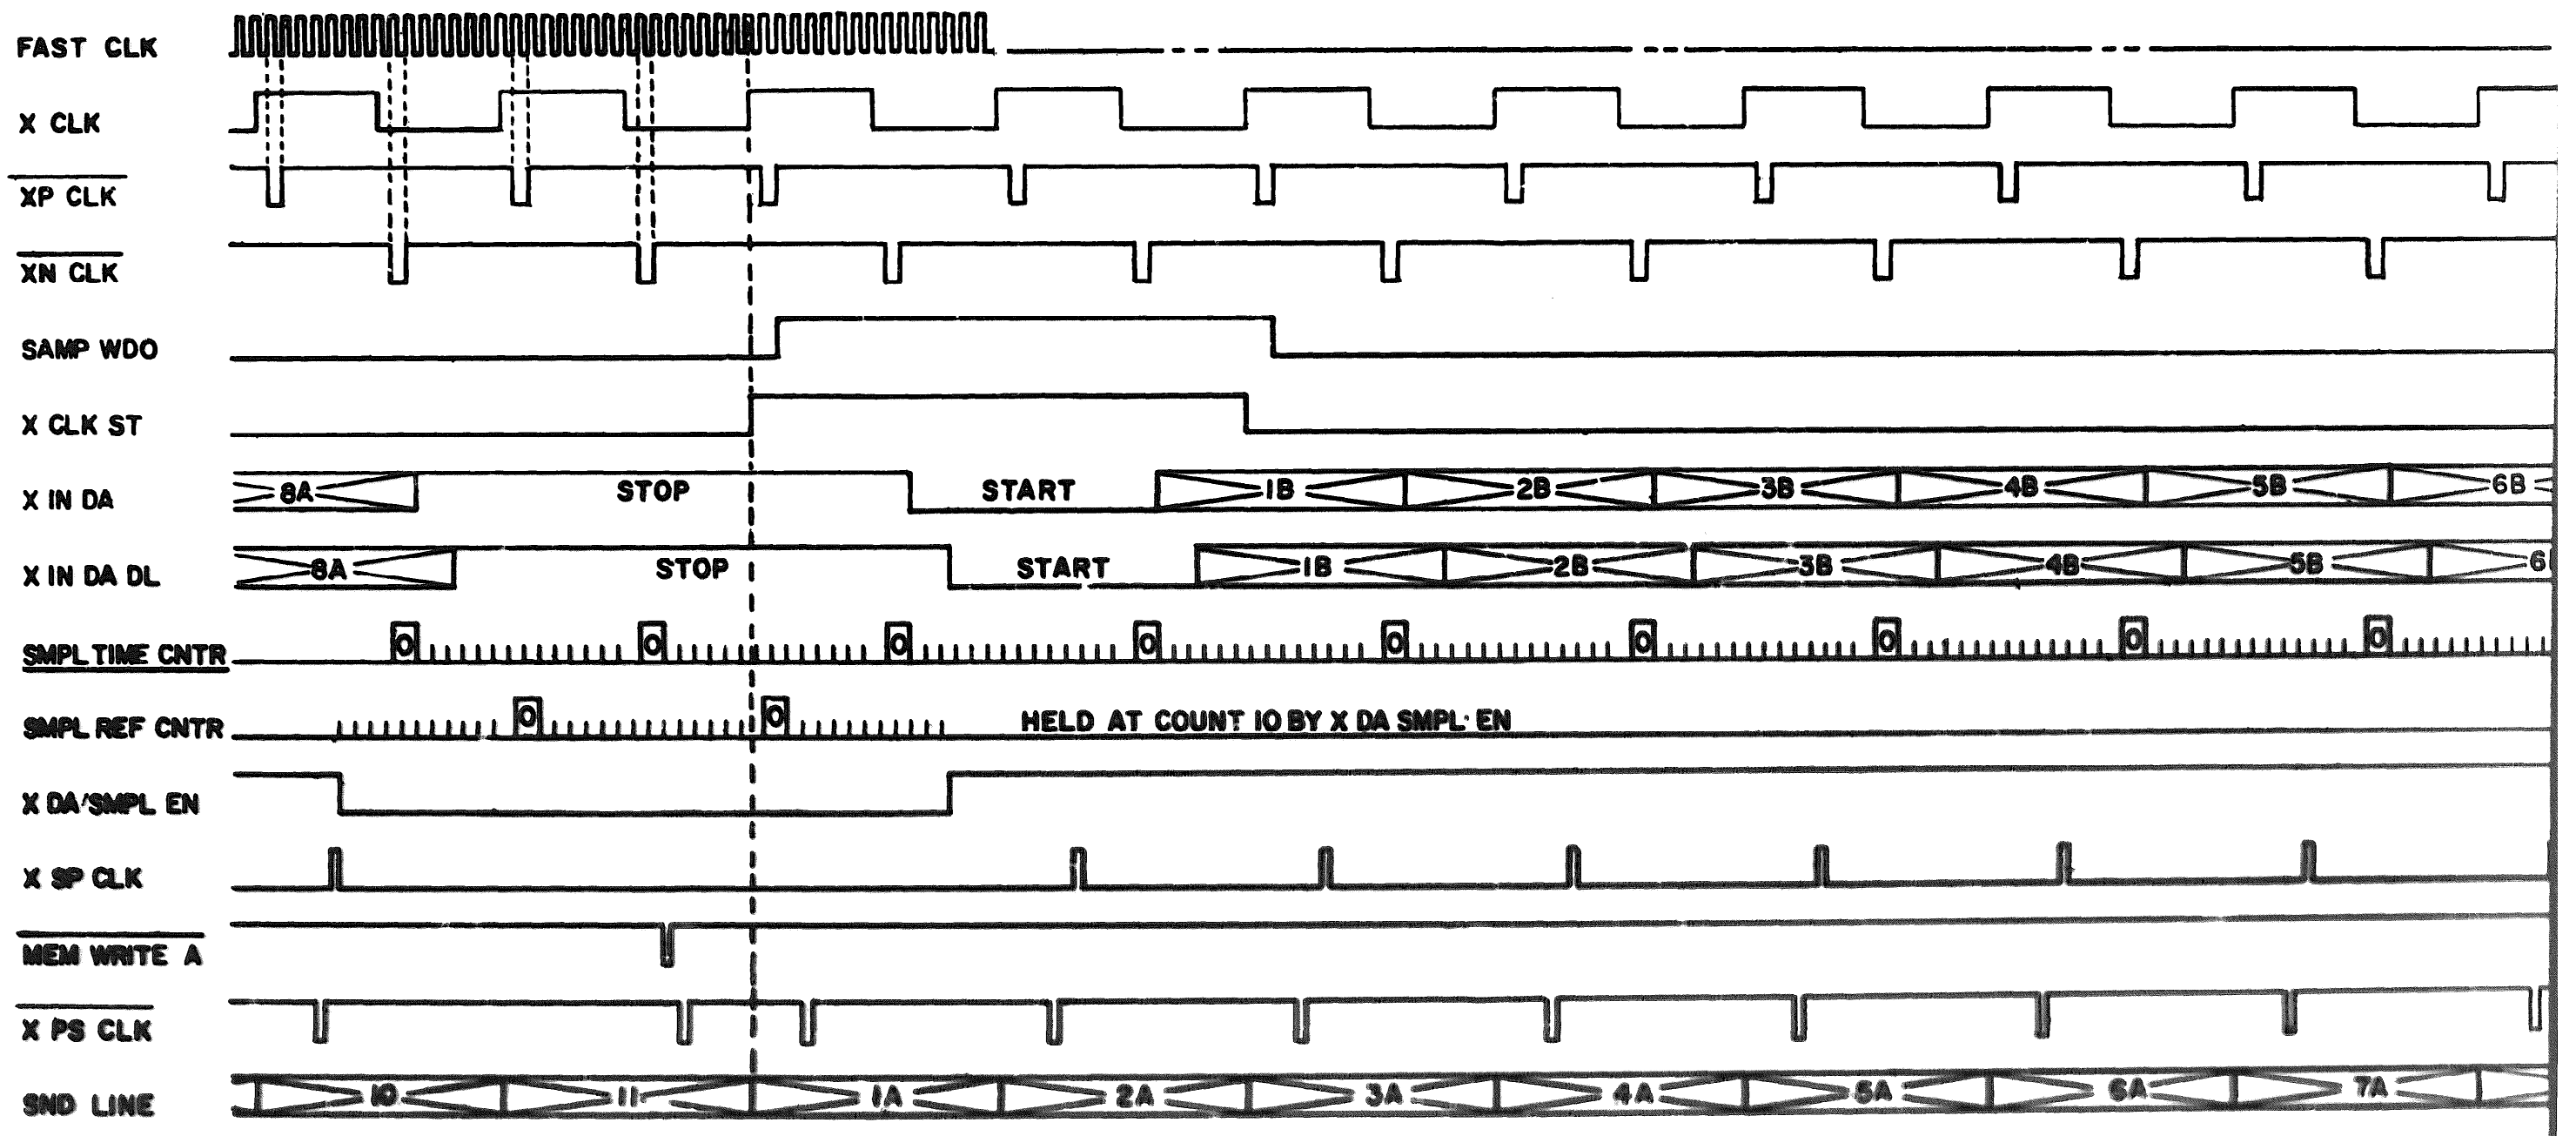 FAST CLK
X CLK
XP CLK
XN CLK
SAMP WDO
X CLK ST
X IN DA 8A STOP START 1B 2B 3B 4B 5B 6B
X IN DA DL 8A STOP START 1B 2B 3B 4B 5B 6
SMPL TIME CNTR 0 0 0 0 0 0 0 0 0
SMPL REF CNTR 0 0 HELD AT COUNT 10 BY X DA SMPL EN
X DA/SMPL EN
X SP CLK
MEM WRITE A
X PS CLK
SND LINE 10 11 1A 2A 3A 4A 5A 6A 7A